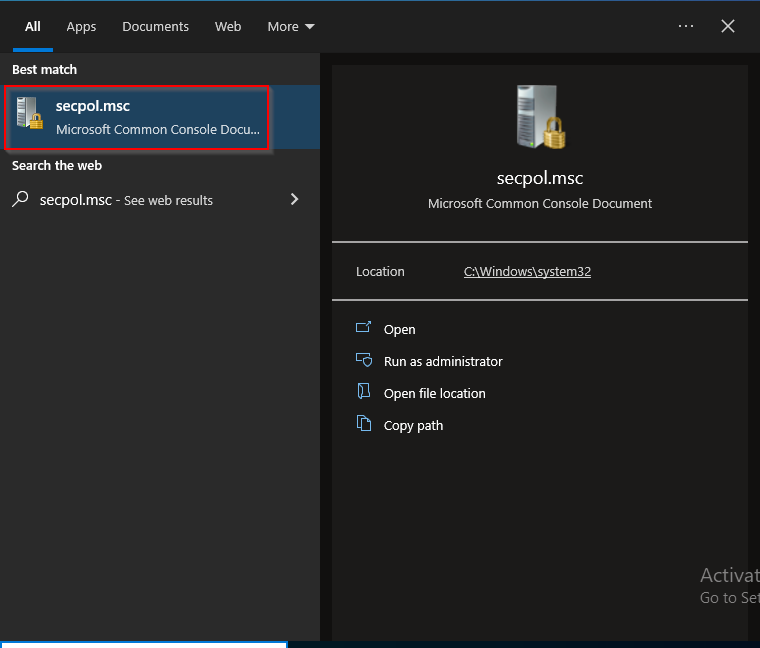 All Apps Documents Web More ···
Best match
secpol.msc
Microsoft Common Console Docu...
Search the web
secpol.msc - See web results
secpol.msc
Microsoft Common Console Document
Location C:\Windows\system32
Open
Run as administrator
Open file location
Copy path
Activat
Go to Set